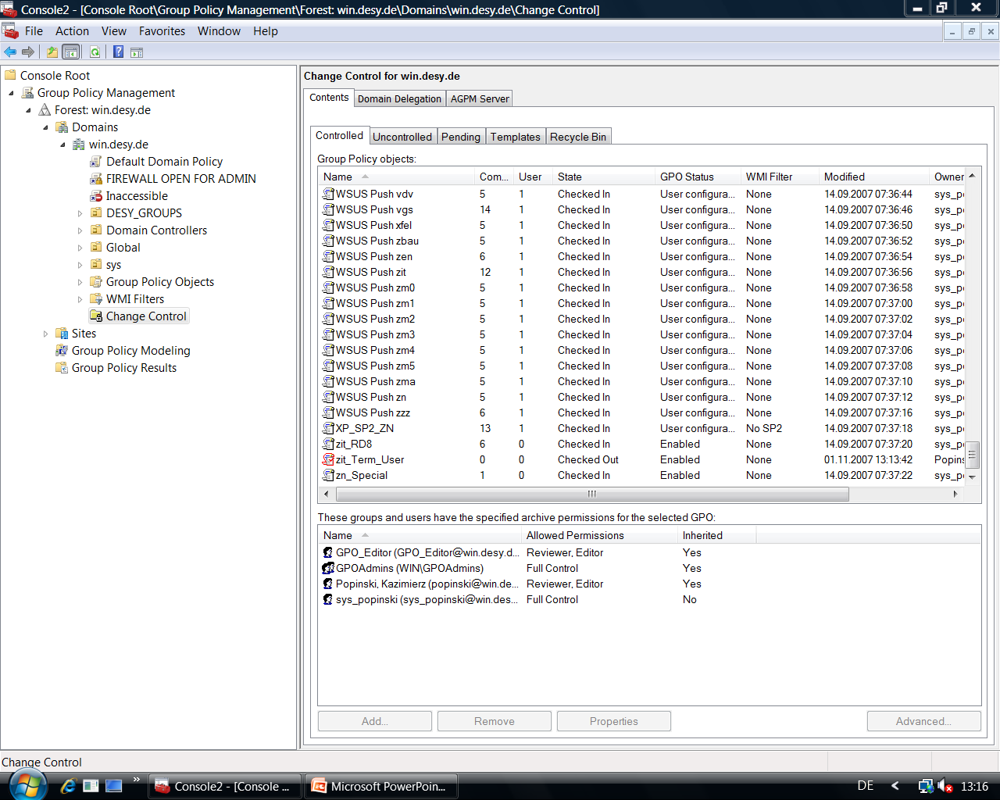 Console2 - [Console Root\Group Policy Management\Forest: win.desy.de\Domains\win.desy.de\Change Control]
File Action View Favorites Window Help
Console Root
Group Policy Management
Forest: win.desy.de
Domains
win.desy.de
Default Domain Policy
FIREWALL OPEN FOR ADMIN
Inaccessible
DESY_GROUPS
Domain Controllers
Global
sys
Group Policy Objects
WMI Filters
Change Control
Sites
Group Policy Modeling
Group Policy Results
Change Control for win.desy.de
Contents Domain Delegation AGPM Server
Controlled Uncontrolled Pending Templates Recycle Bin
Group Policy objects:
Name Com... User State GPO Status WMI Filter Modified Owner
WSUS Push vdv 5 1 Checked In User configura... None 14.09.2007 07:36:44 sys_po
WSUS Push vgs 14 1 Checked In User configura... None 14.09.2007 07:36:46 sys_po
WSUS Push xfel 5 1 Checked In User configura... None 14.09.2007 07:36:50 sys_po
WSUS Push zbau 5 1 Checked In User configura... None 14.09.2007 07:36:52 sys_po
WSUS Push zen 6 1 Checked In User configura... None 14.09.2007 07:36:54 sys_po
WSUS Push zit 12 1 Checked In User configura... None 14.09.2007 07:36:56 sys_po
WSUS Push zm0 5 1 Checked In User configura... None 14.09.2007 07:36:58 sys_po
WSUS Push zm1 5 1 Checked In User configura... None 14.09.2007 07:37:00 sys_po
WSUS Push zm2 5 1 Checked In User configura... None 14.09.2007 07:37:02 sys_po
WSUS Push zm3 5 1 Checked In User configura... None 14.09.2007 07:37:04 sys_po
WSUS Push zm4 5 1 Checked In User configura... None 14.09.2007 07:37:06 sys_po
WSUS Push zm5 5 1 Checked In User configura... None 14.09.2007 07:37:08 sys_po
WSUS Push zma 5 1 Checked In User configura... None 14.09.2007 07:37:10 sys_po
WSUS Push zn 5 1 Checked In User configura... None 14.09.2007 07:37:12 sys_po
WSUS Push zzz 6 1 Checked In User configura... None 14.09.2007 07:37:16 sys_po
XP_SP2_ZN 13 1 Checked In User configura... No SP2 14.09.2007 07:37:18 sys_po
zit_RD8 6 0 Checked In Enabled None 14.09.2007 07:37:20 sys_po
zit_Term_User 0 0 Checked Out Enabled None 01.11.2007 13:13:42 Popins
zn_Special 1 0 Checked In Enabled None 14.09.2007 07:37:22 sys_po
These groups and users have the specified archive permissions for the selected GPO:
Name Allowed Permissions Inherited
GPO_Editor (GPO_Editor@win.desy.d... Reviewer, Editor Yes
GPOAdmins (WIN\GPOAdmins) Full Control Yes
Popinski, Kazimierz (popinski@win.de... Reviewer, Editor Yes
sys_popinski (sys_popinski@win.des... Full Control No
Add... Remove Properties Advanced...
Change Control
Console2 - [Console ... Microsoft PowerPoin... DE 13:16